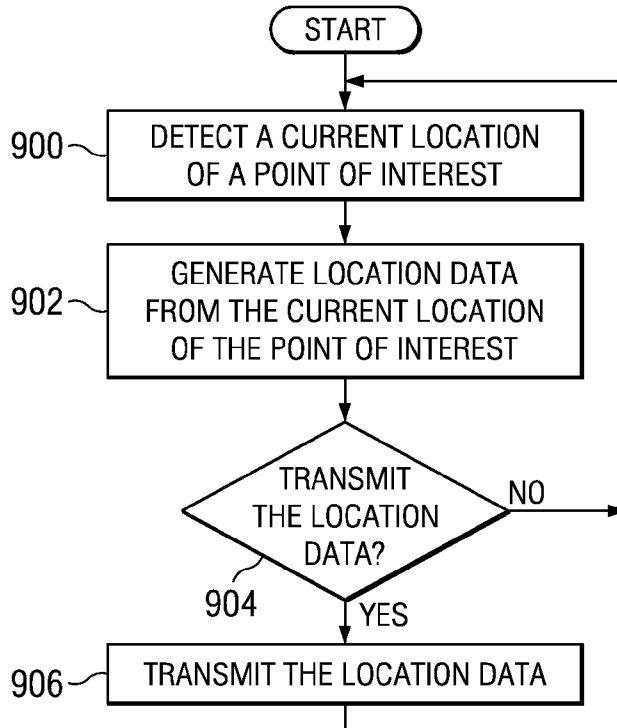 START
900
DETECT A CURRENT LOCATION
OF A POINT OF INTEREST
902
GENERATE LOCATION DATA
FROM THE CURRENT LOCATION
OF THE POINT OF INTEREST
TRANSMIT
THE LOCATION
DATA?
NO
904
YES
906
TRANSMIT THE LOCATION DATA